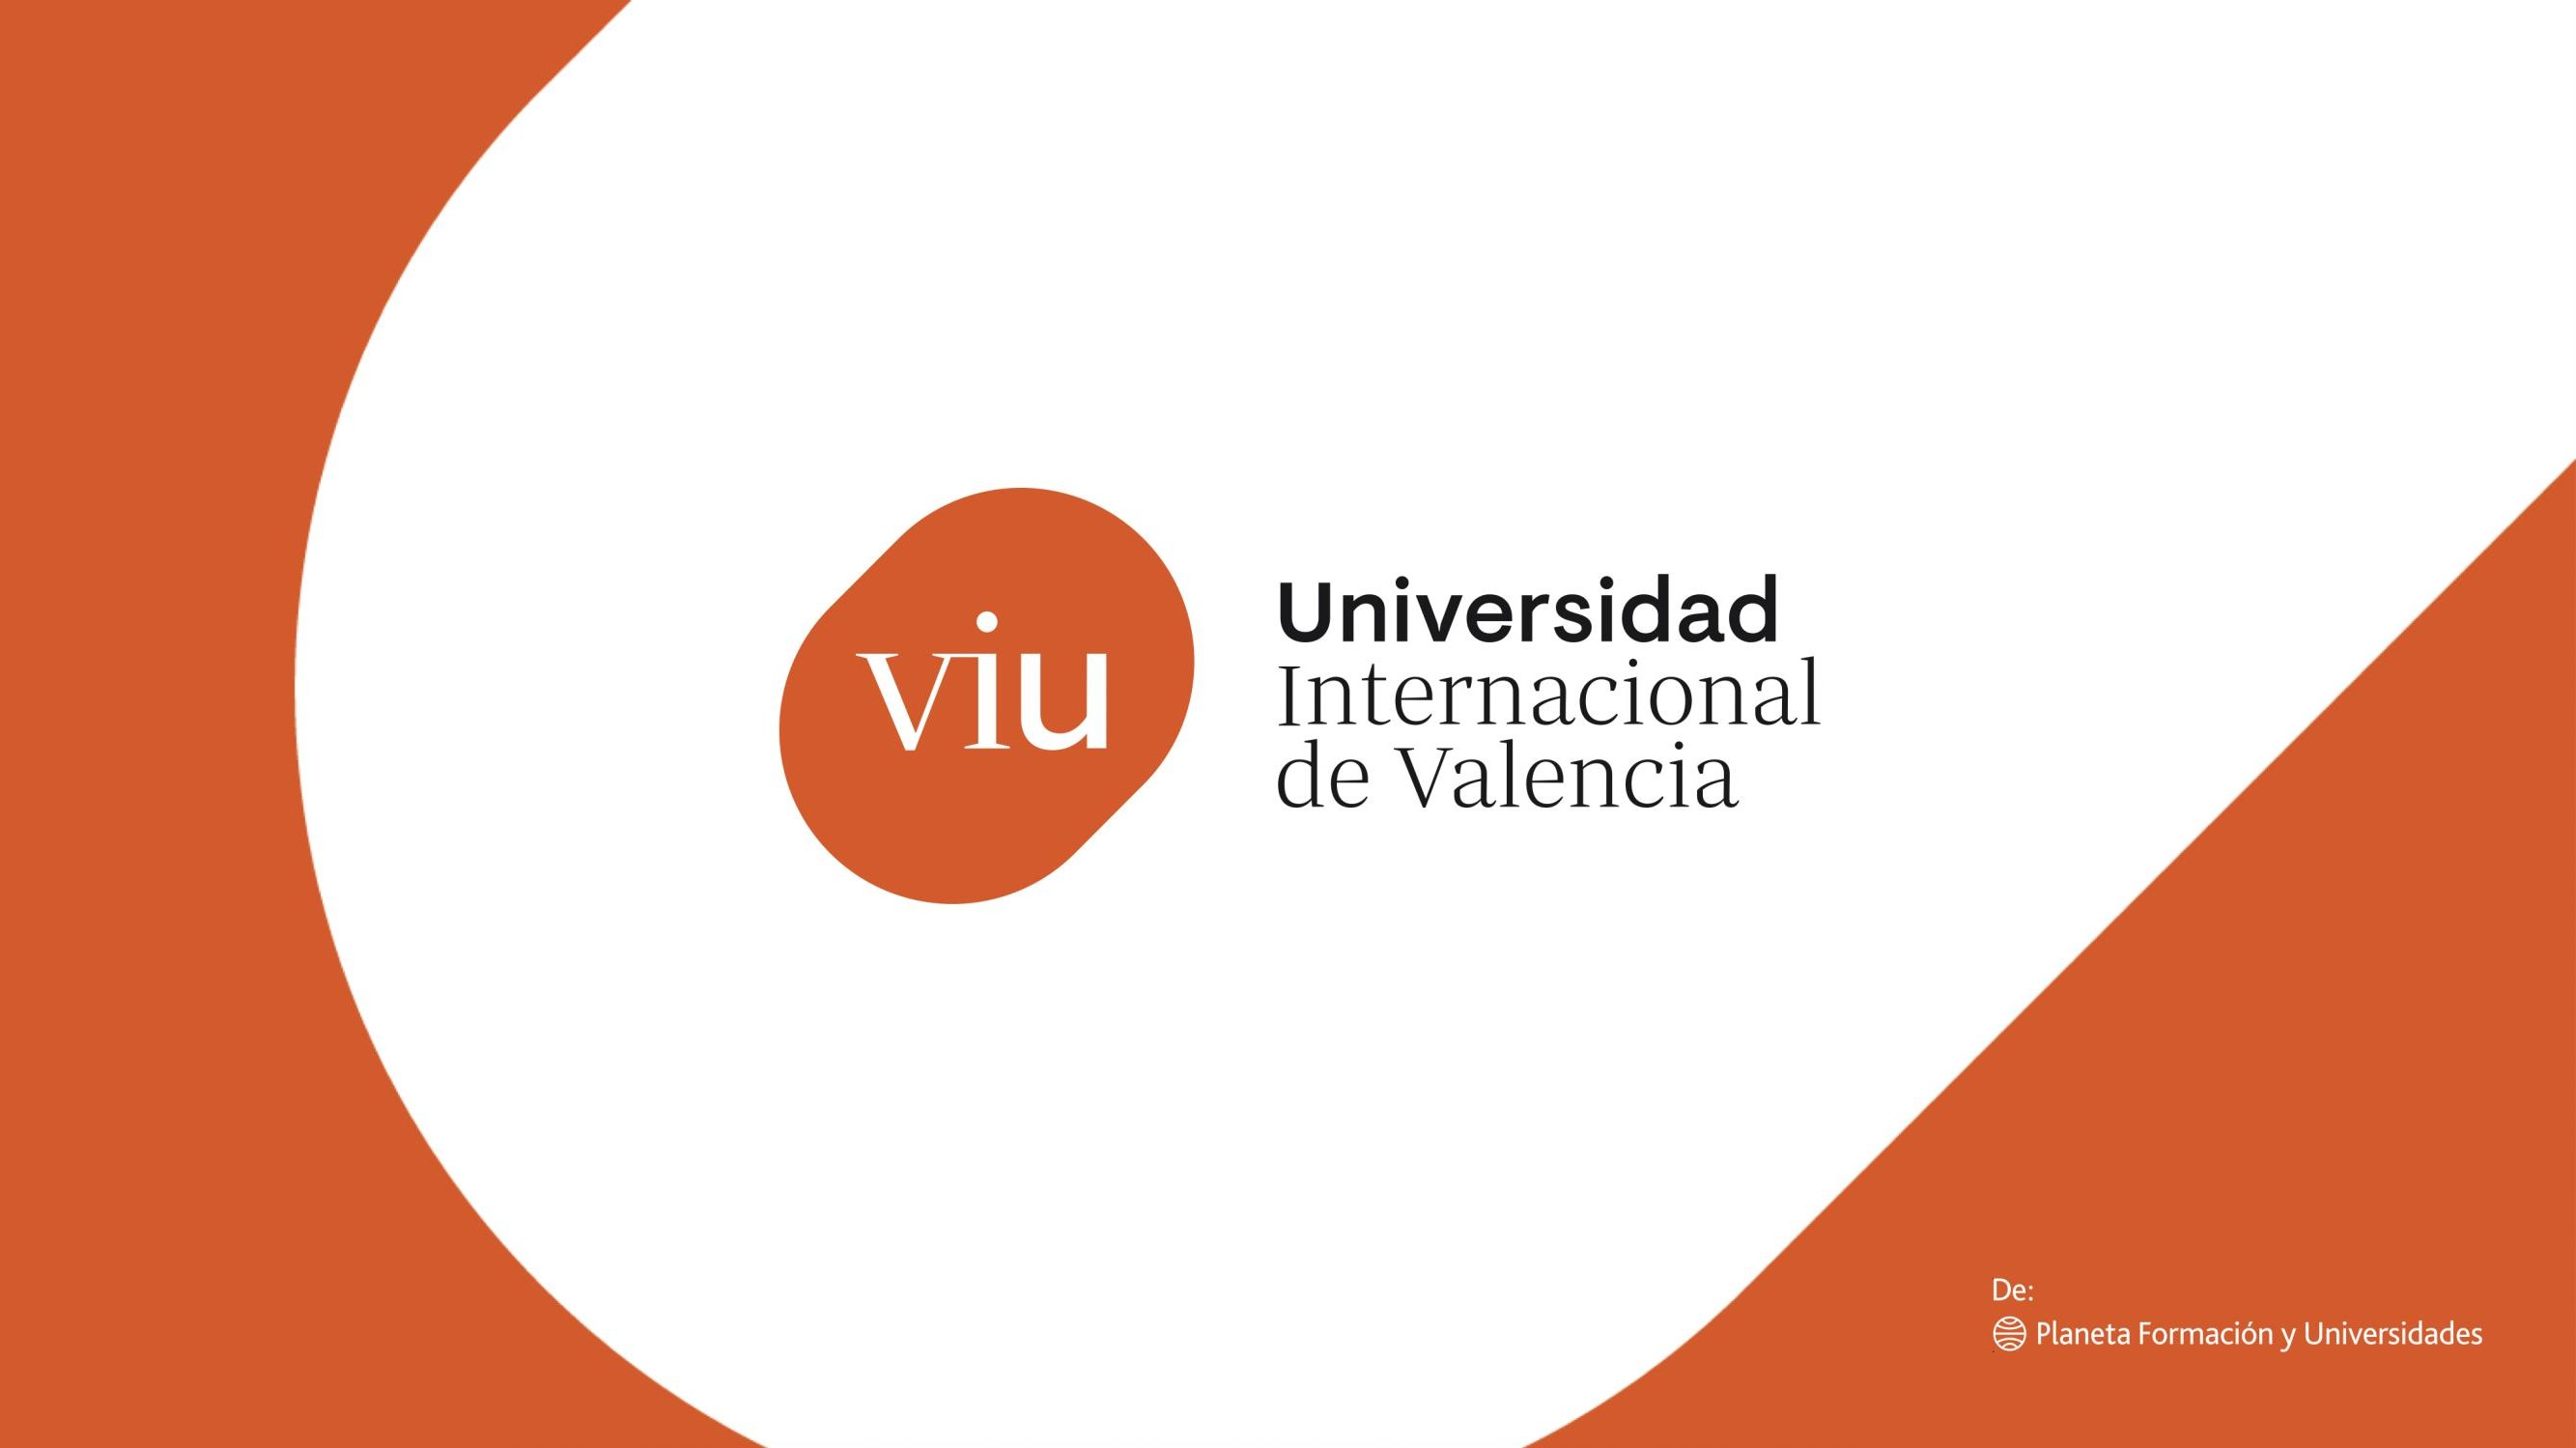 viu
Universidad
Internacional
de Valencia
De:
Planeta Formación y Universidades